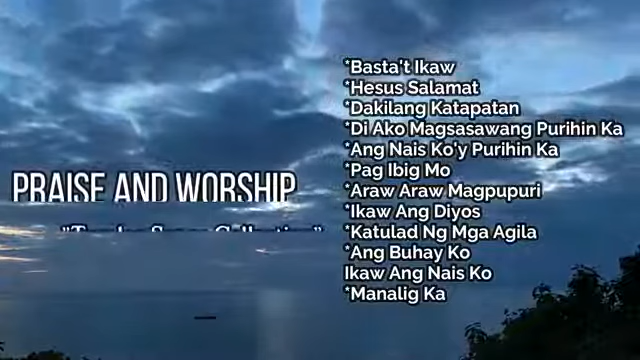 PRAISE AND WORSHIP
*Basta't Ikaw
*Hesus Salamat
*Dakilang Katapatan
*Di Ako Magsasawang Purihin Ka
*Ang Nais Ko'y Purihin Ka
*Pag Ibig Mo
*Araw Araw Magpupuri
*Ikaw Ang Diyos
*Katulad Ng Mga Agila
*Ang Buhay Ko
Ikaw Ang Nais Ko
*Manalig Ka